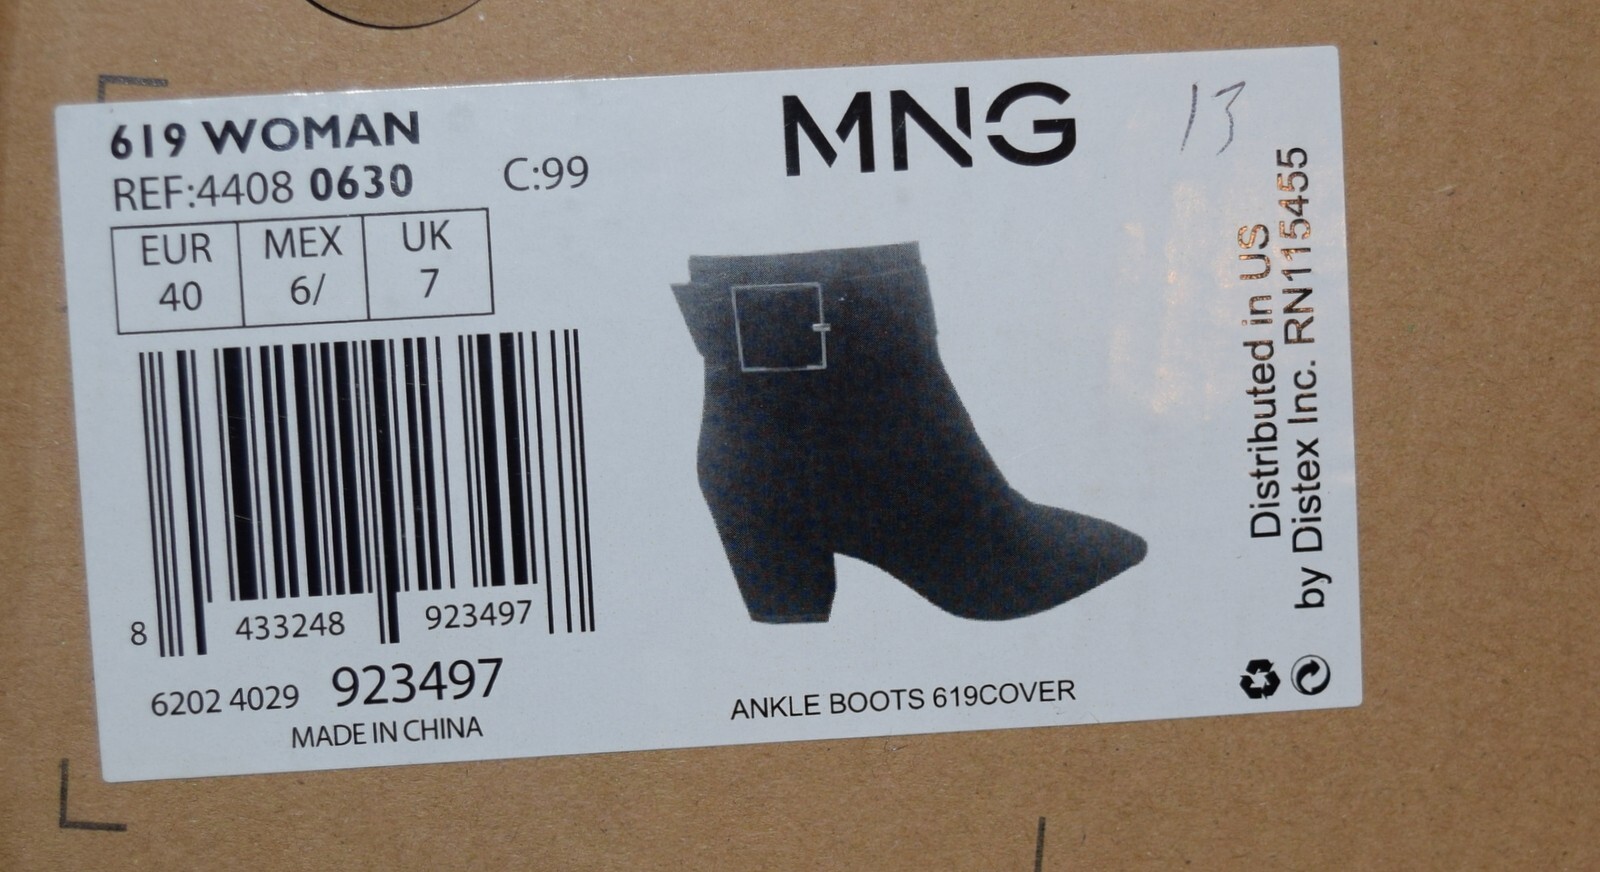 619 WOMAN
REF:4408 0630
C:99
EUR MEX UK
40 6/ 7
8 433248 923497
6202 4029 923497
MADE IN CHINA
MNG
ANKLE BOOTS 619COVER
13
Distributed in US
by Distex Inc. RN115455